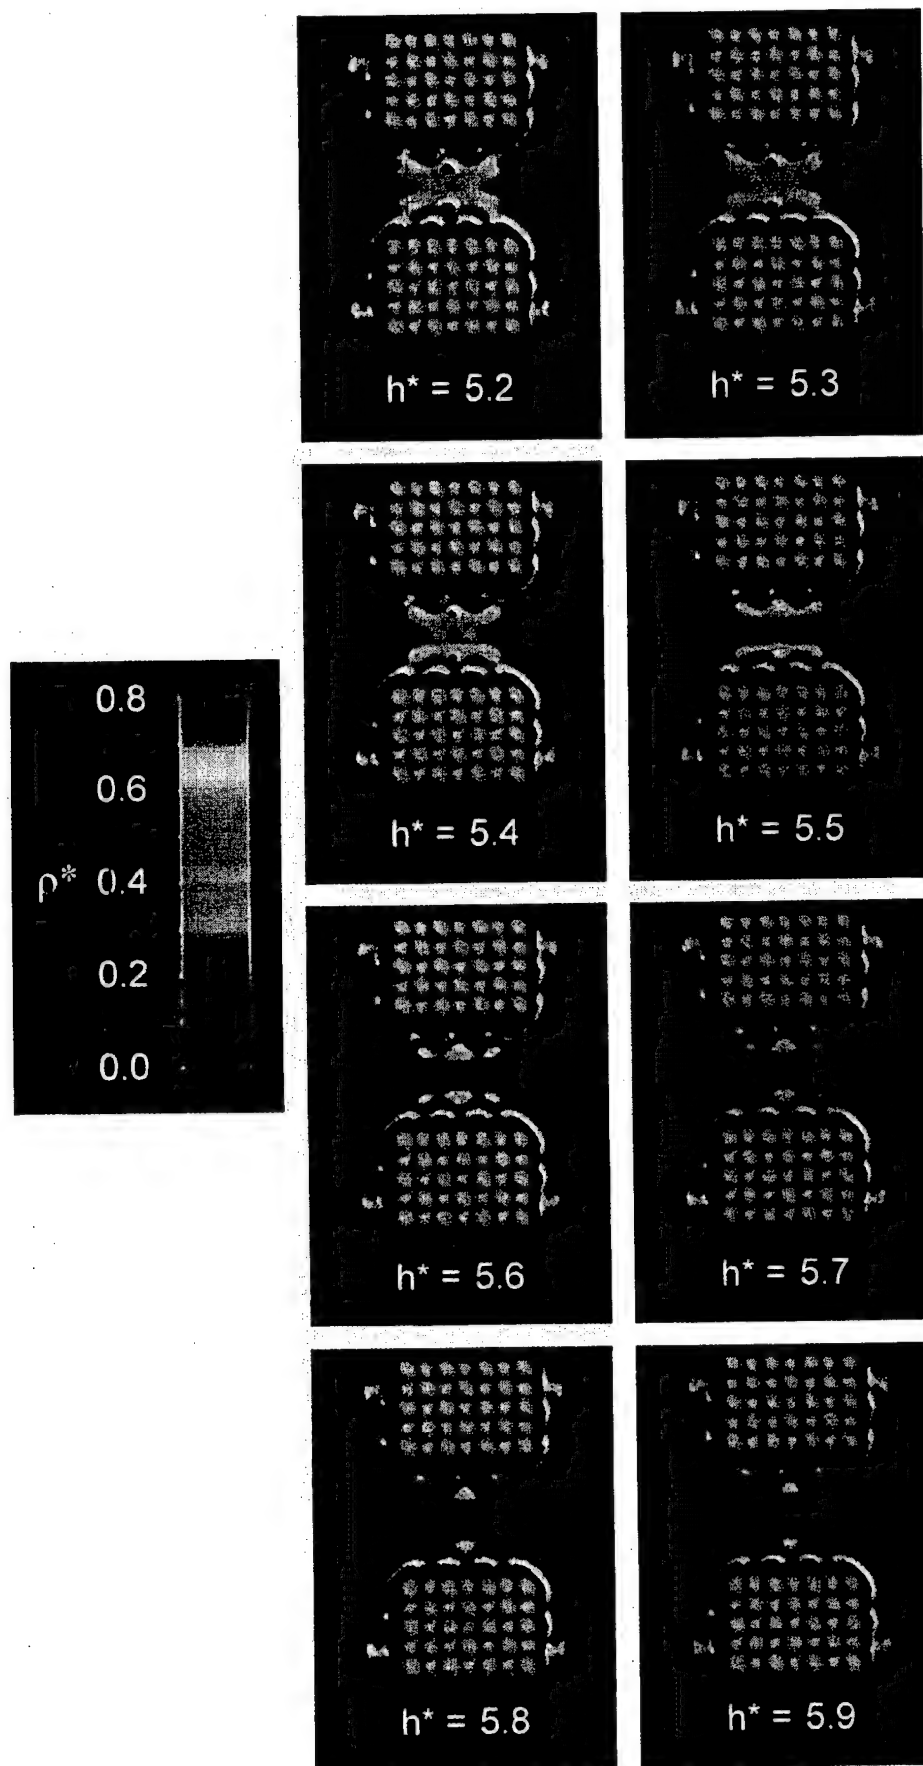 h* = 5.2
h* = 5.3
h* = 5.4
h* = 5.5
0.8
0.6
ρ* 0.4
0.2
0.0
h* = 5.6
h* = 5.7
h* = 5.8
h* = 5.9